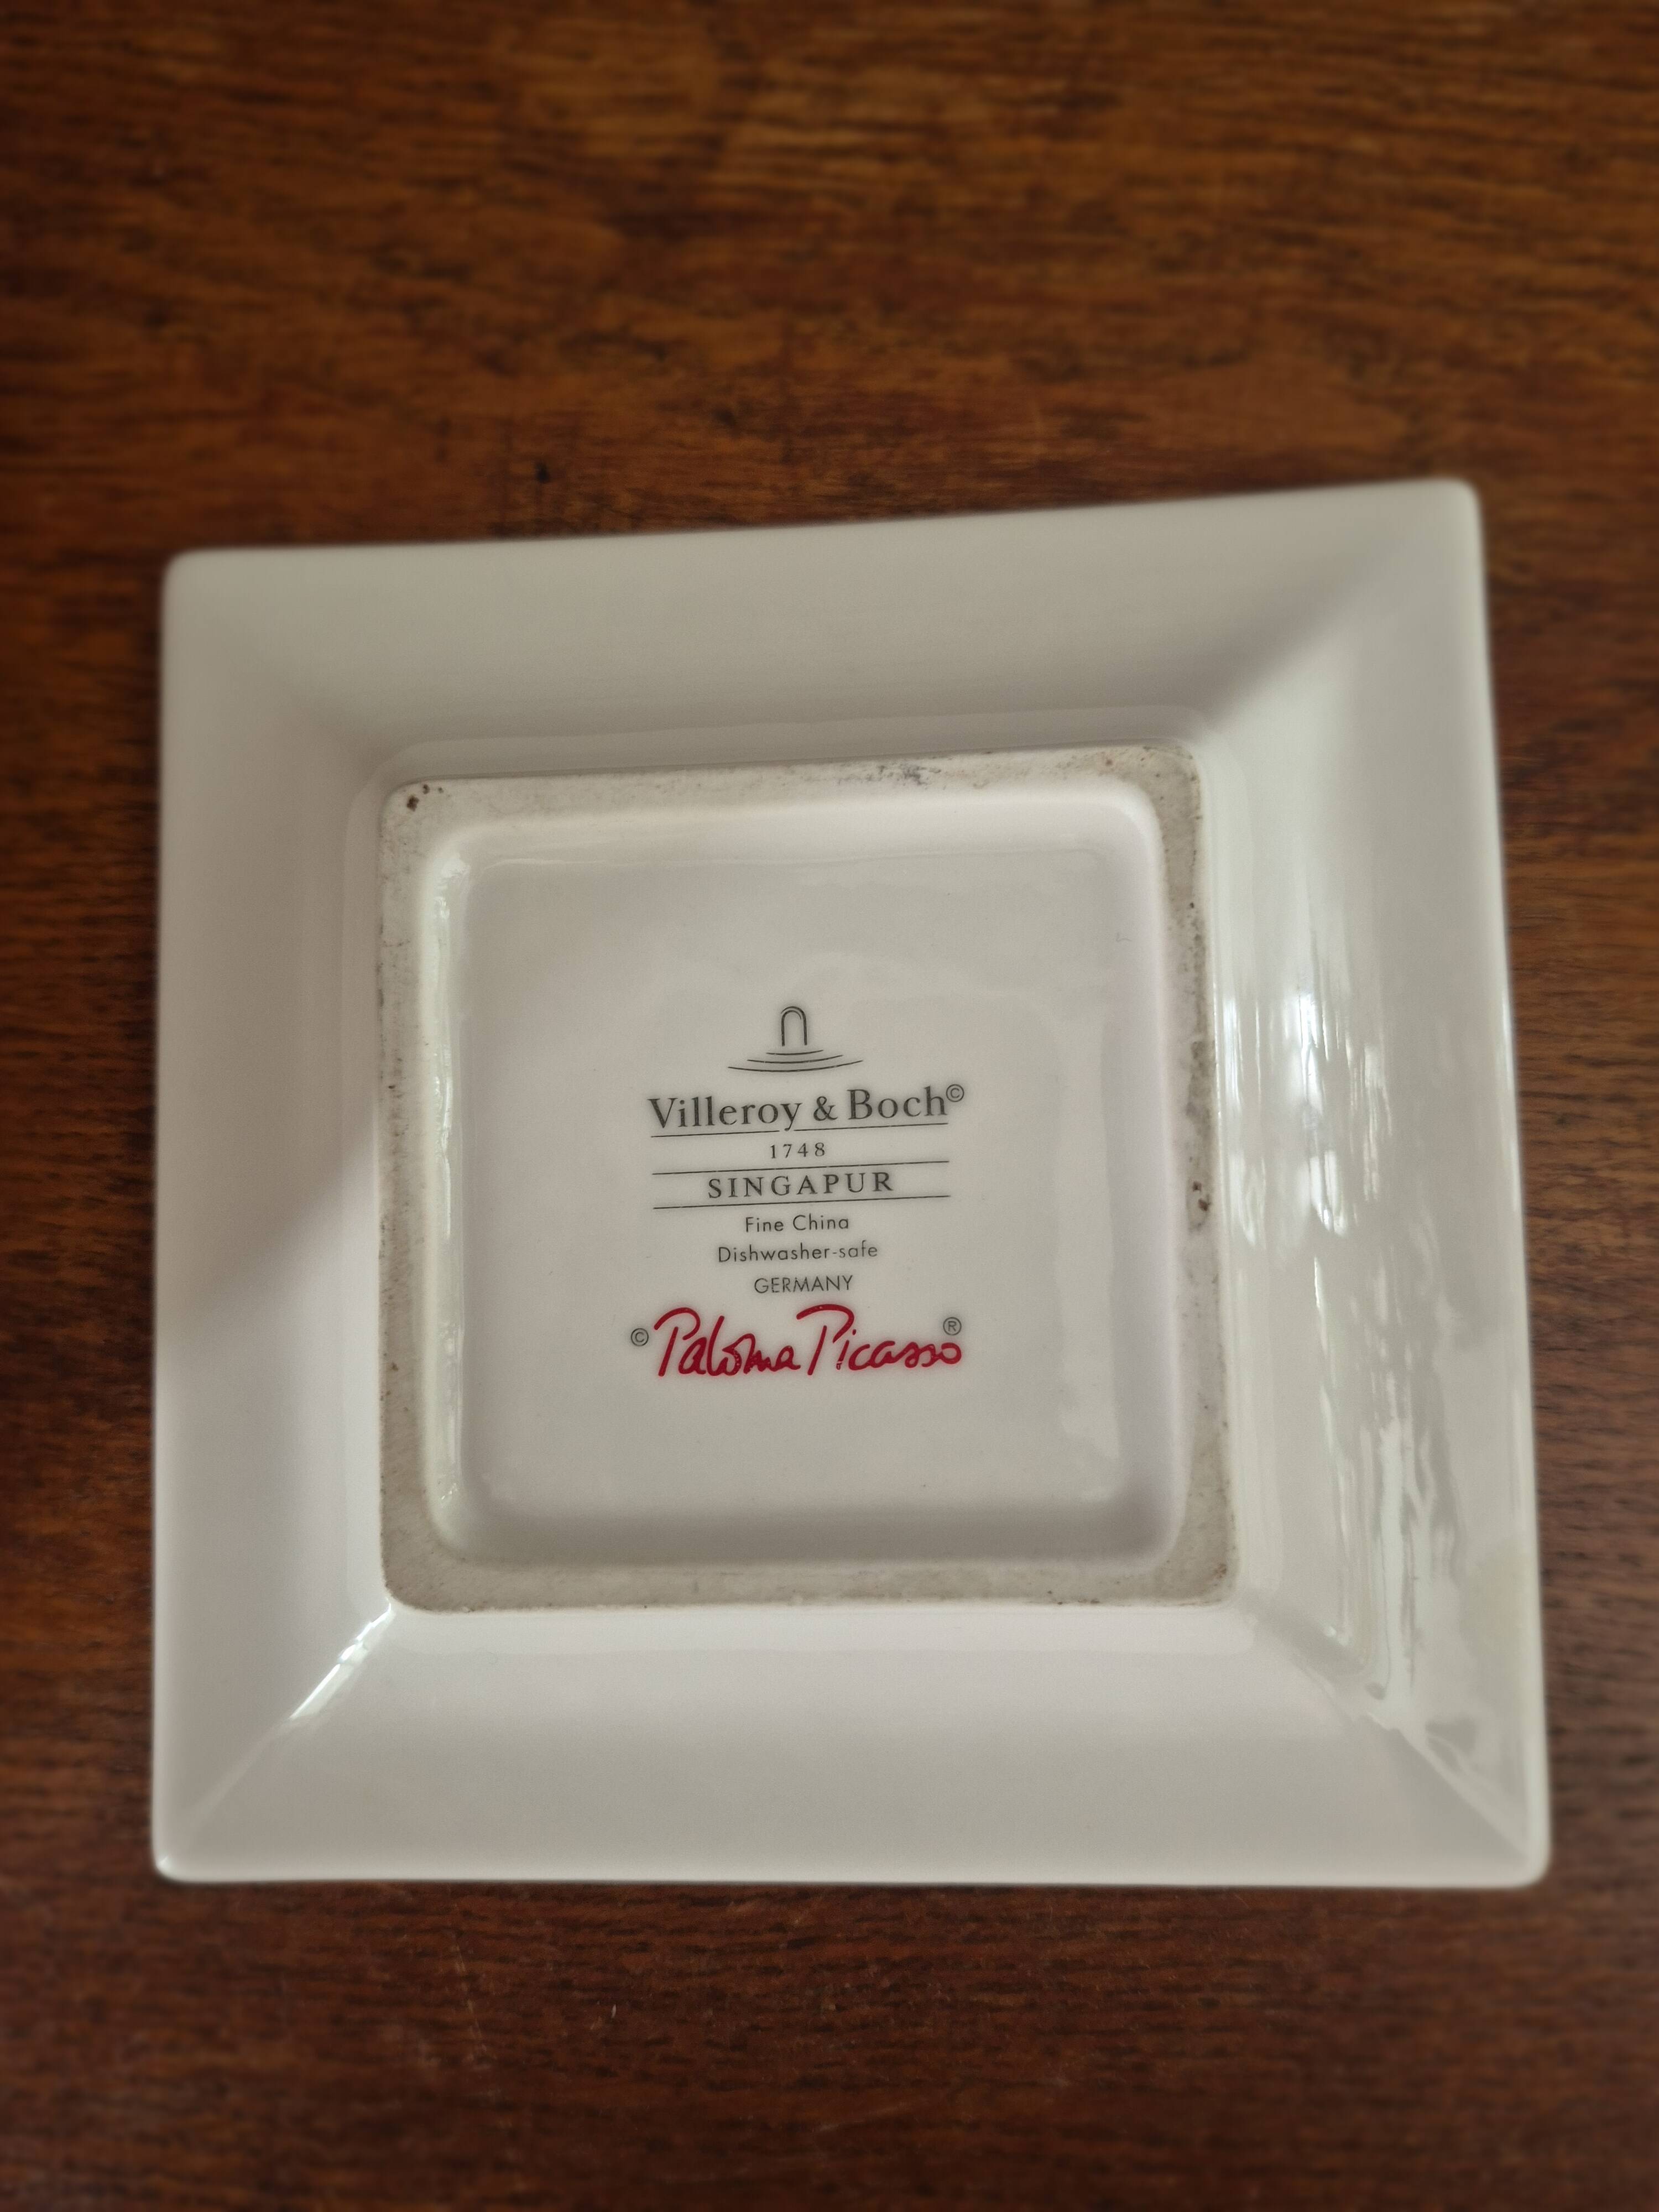 Villeroy & Boch©
1748
SINGAPUR
Fine China
Dishwasher-safe
GERMANY
© Paloma Picasso ®